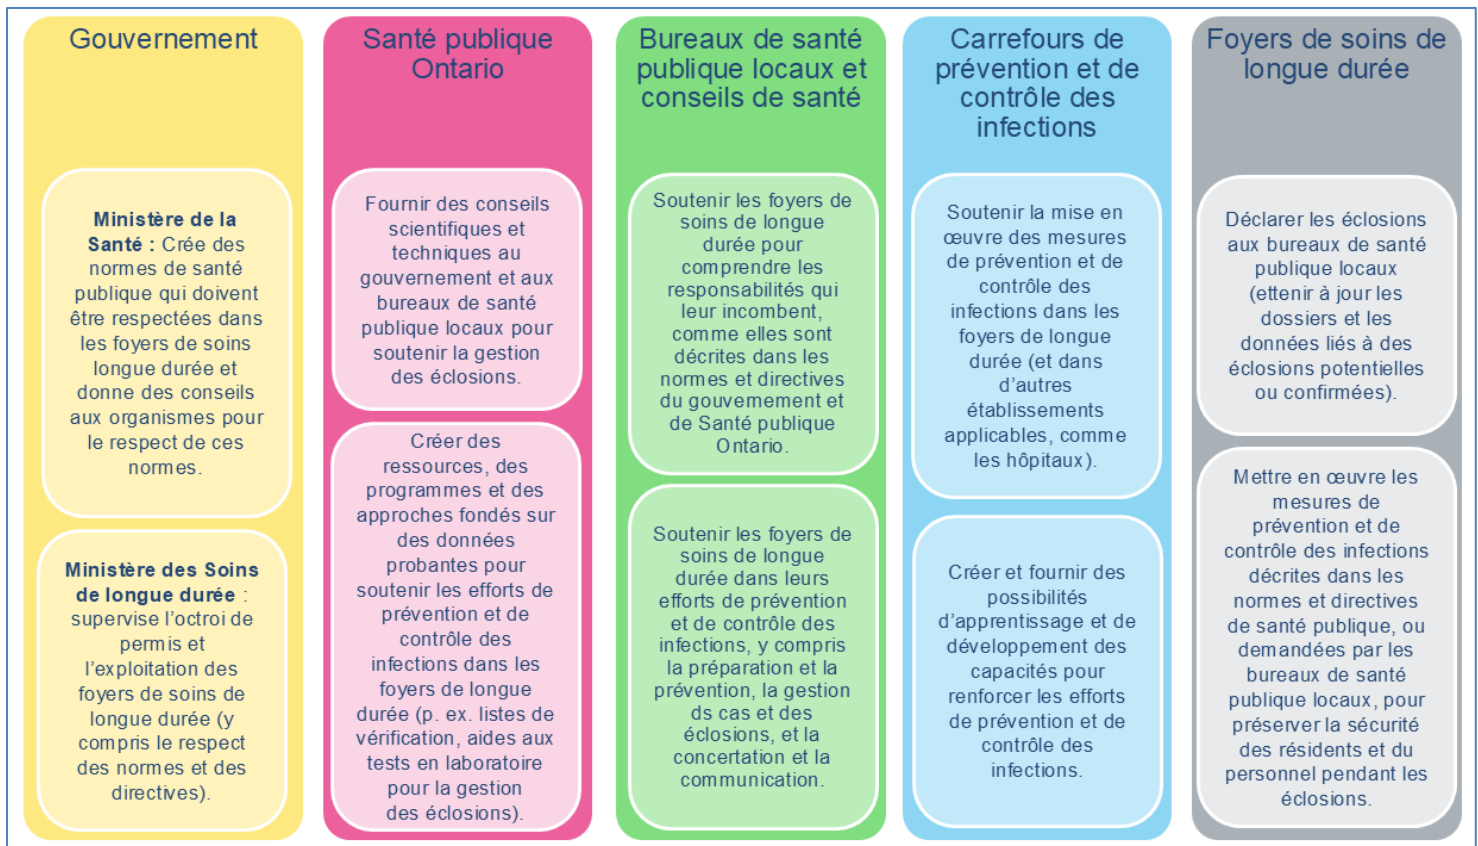 Gouvernement
Ministère de la
Santé : Crée des
normes de santé
publique qui doivent
être respectées dans
les foyers de soins
longue durée et
donne des conseils
aux organismes pour
le respect de ces
normes.
Ministère des Soins
de longue durée :
supervise l’octroi de
permis et
l’exploitation des
foyers de soins de
longue durée (y
compris le respect
des normes et des
directives).
Santé publique
Ontario
Fournir des conseils
scientifiques et
techniques au
gouvernement et aux
bureaux de santé
publique locaux pour
soutenir la gestion
des éclosions.
Créer des
ressources, des
programmes et des
approches fondés sur
des données
probantes pour
soutenir les efforts de
prévention et de
contrôle des
infections dans les
foyers de longue
durée (p. ex. listes de
vérification, aides aux
tests en laboratoire
pour la gestion
des éclosions).
Bureaux de santé
publique locaux et
conseils de santé
Soutenir les foyers de
soins de longue
durée pour
comprendre les
responsabilités qui
leur incombent,
comme elles sont
décrites dans les
normes et directives
du gouvernement et
de Santé publique
Ontario.
Soutenir les foyers de
soins de longue
durée dans leurs
efforts de prévention
et de contrôle des
infections, y compris
la préparation et la
prévention, la gestion
ds cas et des
éclosions, et la
concertation et la
communication.
Carrefours de
prévention et de
contrôle des
infections
Soutenir la mise en
œuvre des mesures
de prévention et de
contrôle des
infections dans les
foyers de longue
durée (et dans
d’autres
établissements
applicables, comme
les hôpitaux).
Créer et fournir des
possibilités
d’apprentissage et de
développement des
capacités pour
renforcer les efforts
de prévention et de
contrôle des
infections.
Foyers de soins de
longue durée
Déclarer les éclosions
aux bureaux de santé
publique locaux
(ettenir à jour les
dossiers et les
données liés à des
éclosions potentielles
ou confirmées).
Mettre en œuvre les
mesures de
prévention et de
contrôle des infections
décrites dans les
normes et directives
de santé publique, ou
demandées par les
bureaux de santé
publique locaux, pour
préserver la sécurité
des résidents et du
personnel pendant les
éclosions.